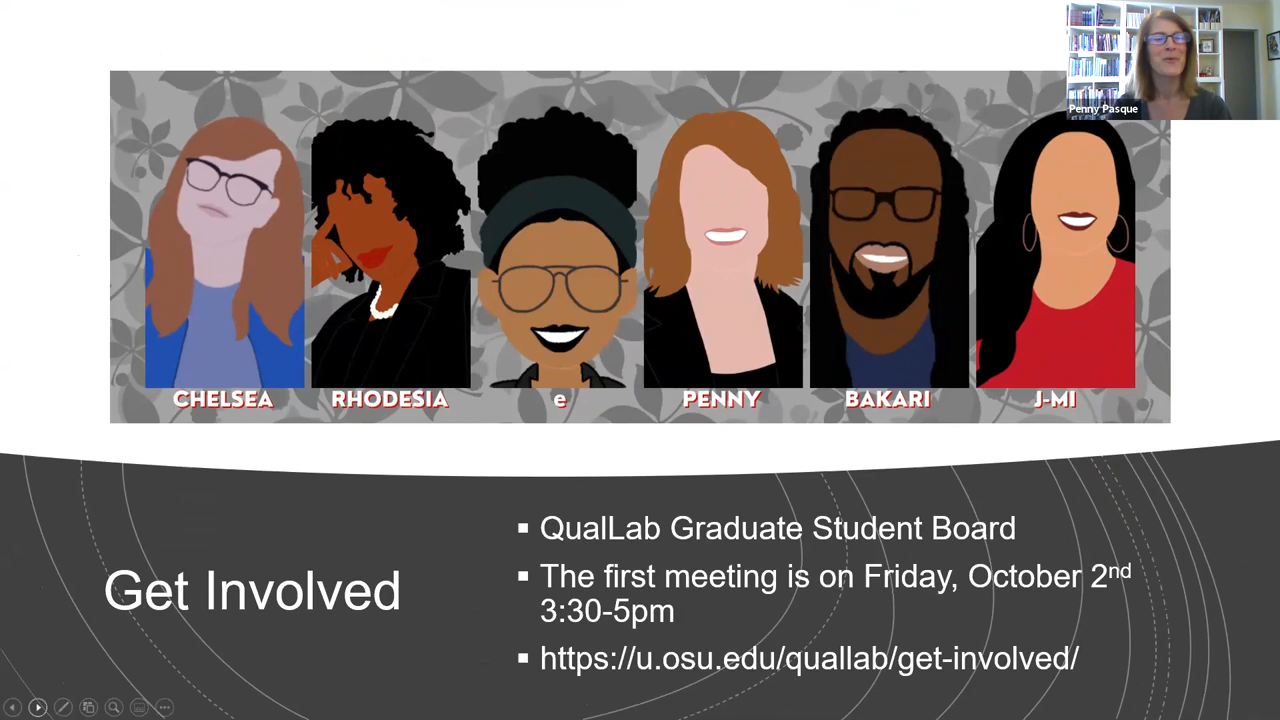 Penny Pasque
CHELSEA
RHODESIA
e
PENNY
BAKARI
J-MI
Get Involved
▪ QualLab Graduate Student Board
▪ The first meeting is on Friday, October 2nd
3:30-5pm
▪ https://u.osu.edu/quallab/get-involved/